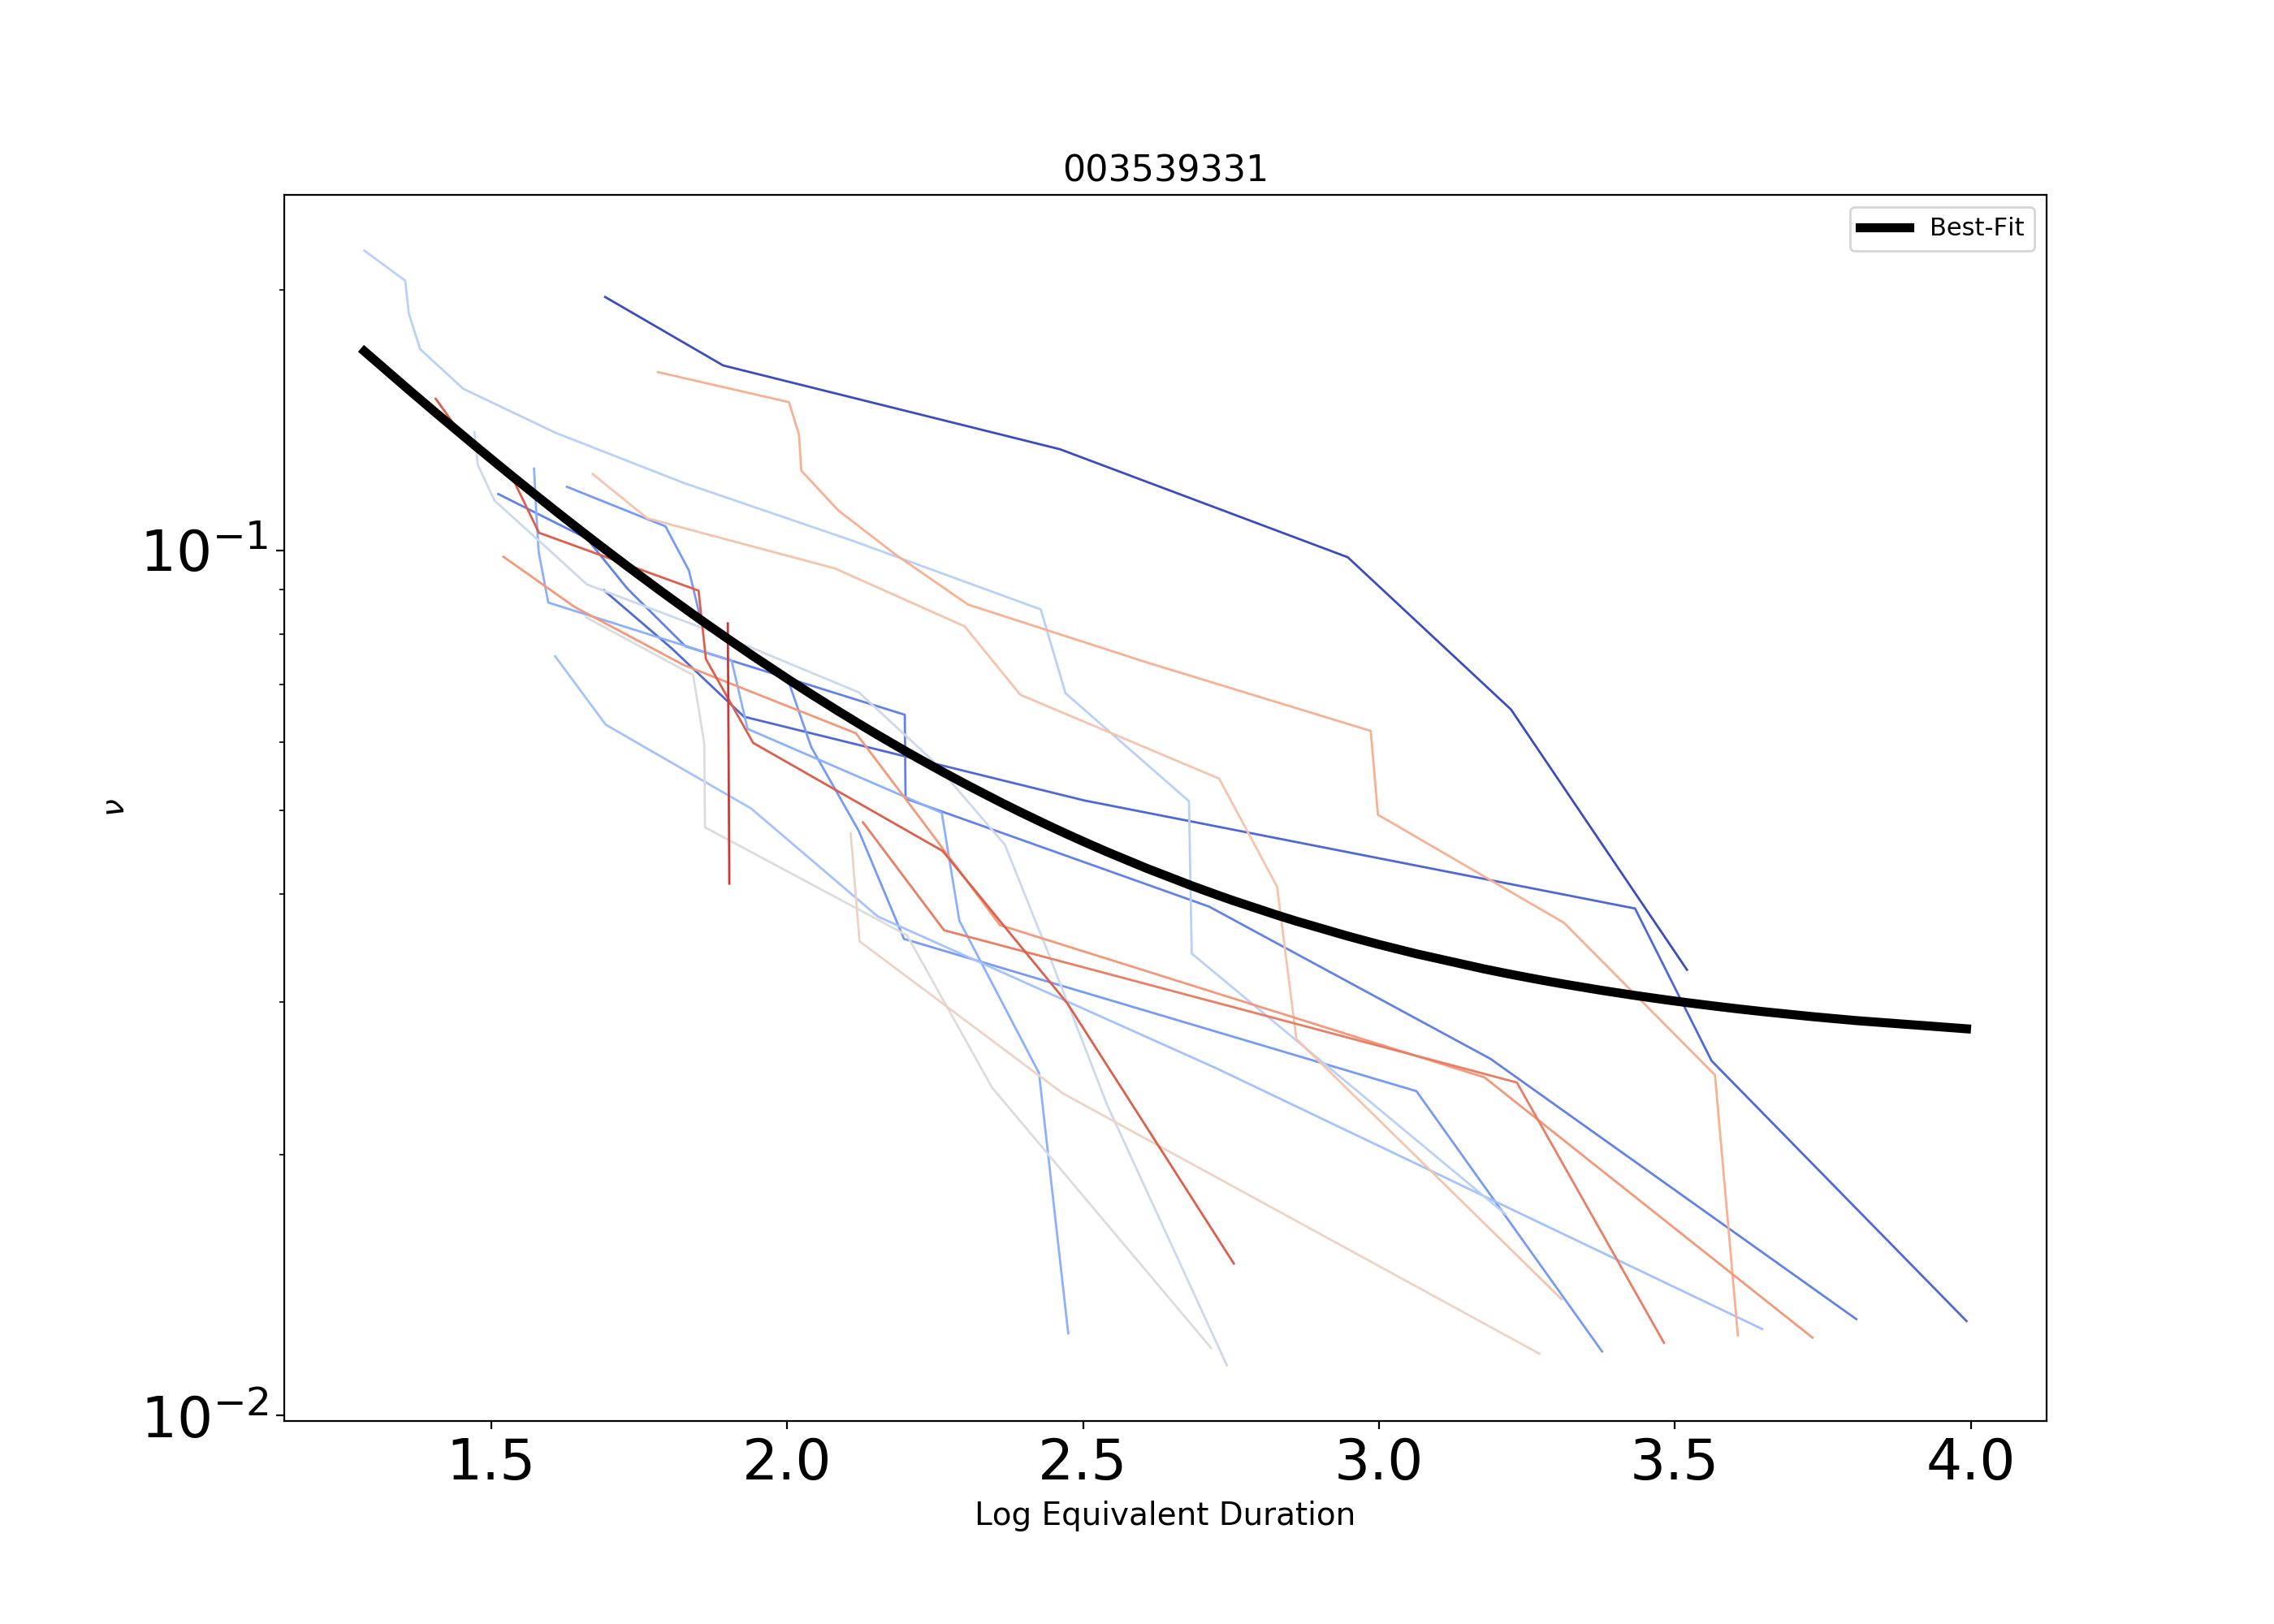 003539331
Best-Fit
10⁻¹
ν
10⁻²
1.5 2.0 2.5 3.0 3.5 4.0
Log Equivalent Duration